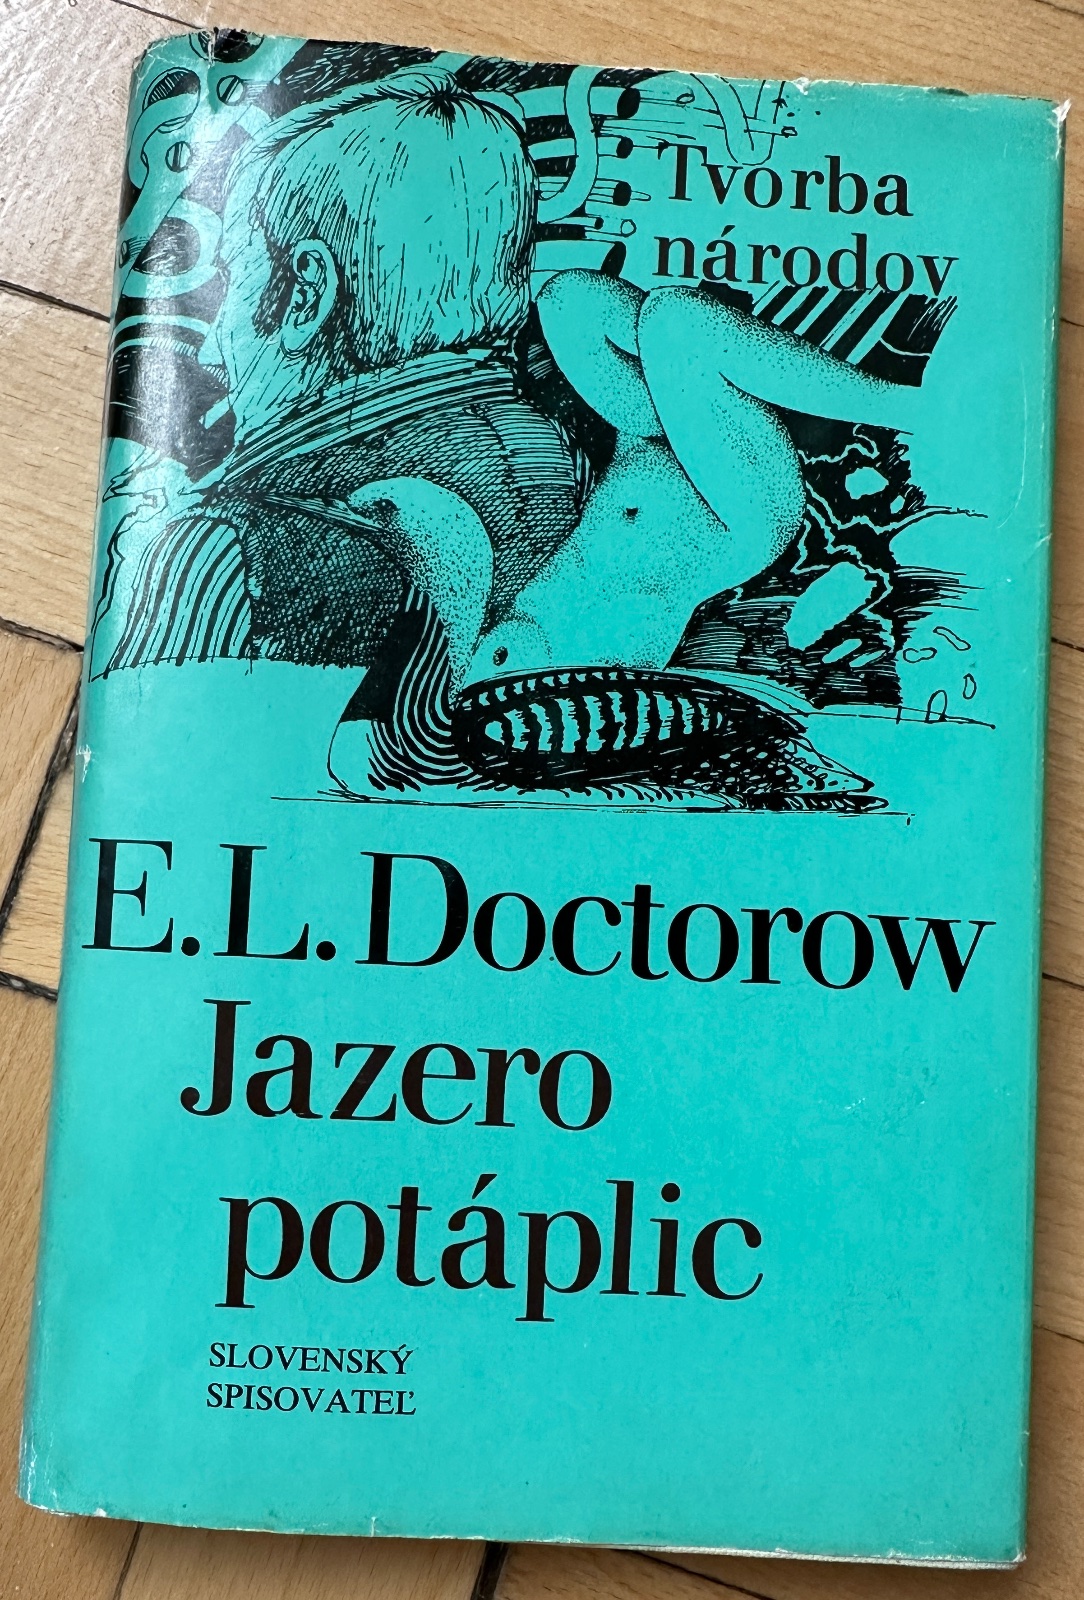 Tvorba
národov
E.L.Doctorow
Jazero
potáplic
SLOVENSKÝ
SPISOVATEĽ